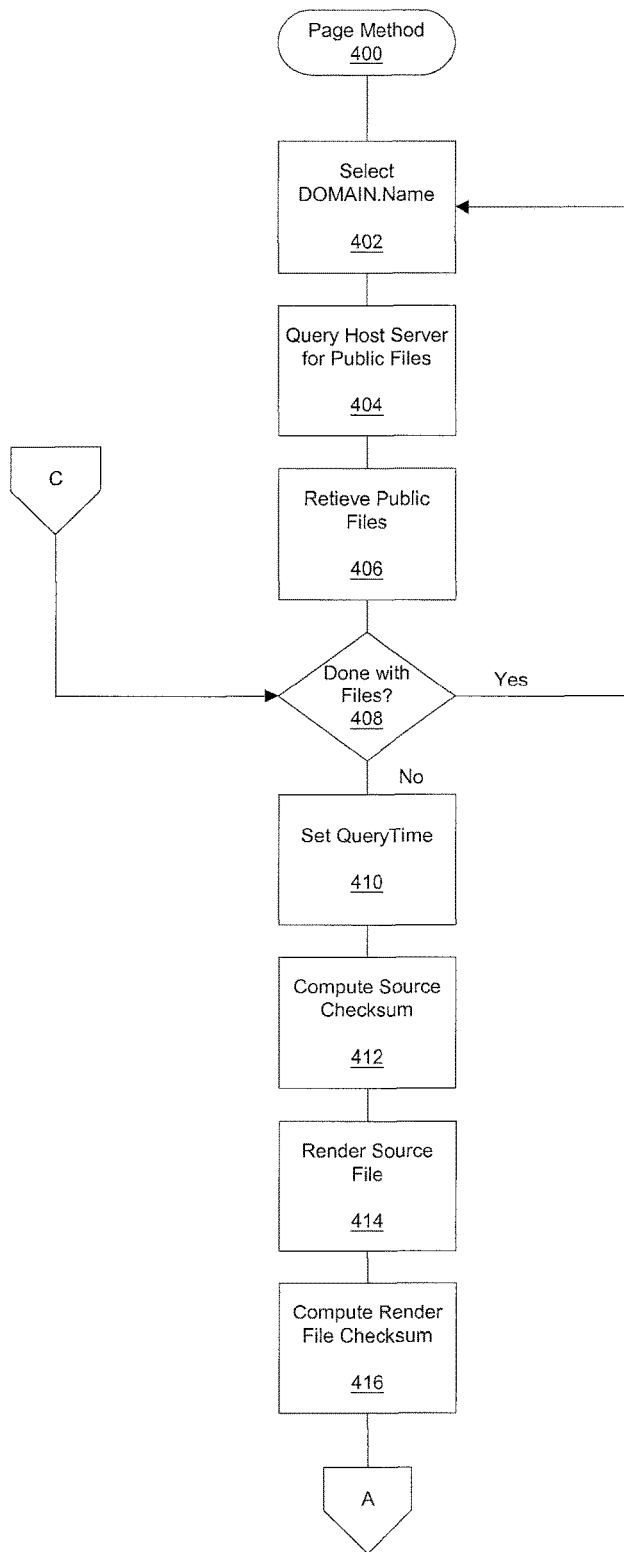 Page Method
400
Select
DOMAIN.Name
402
Query Host Server
for Public Files
404
C
Retieve Public
Files
406
Done with
Files?
408
Yes
No
Set QueryTime
410
Compute Source
Checksum
412
Render Source
File
414
Compute Render
File Checksum
416
A